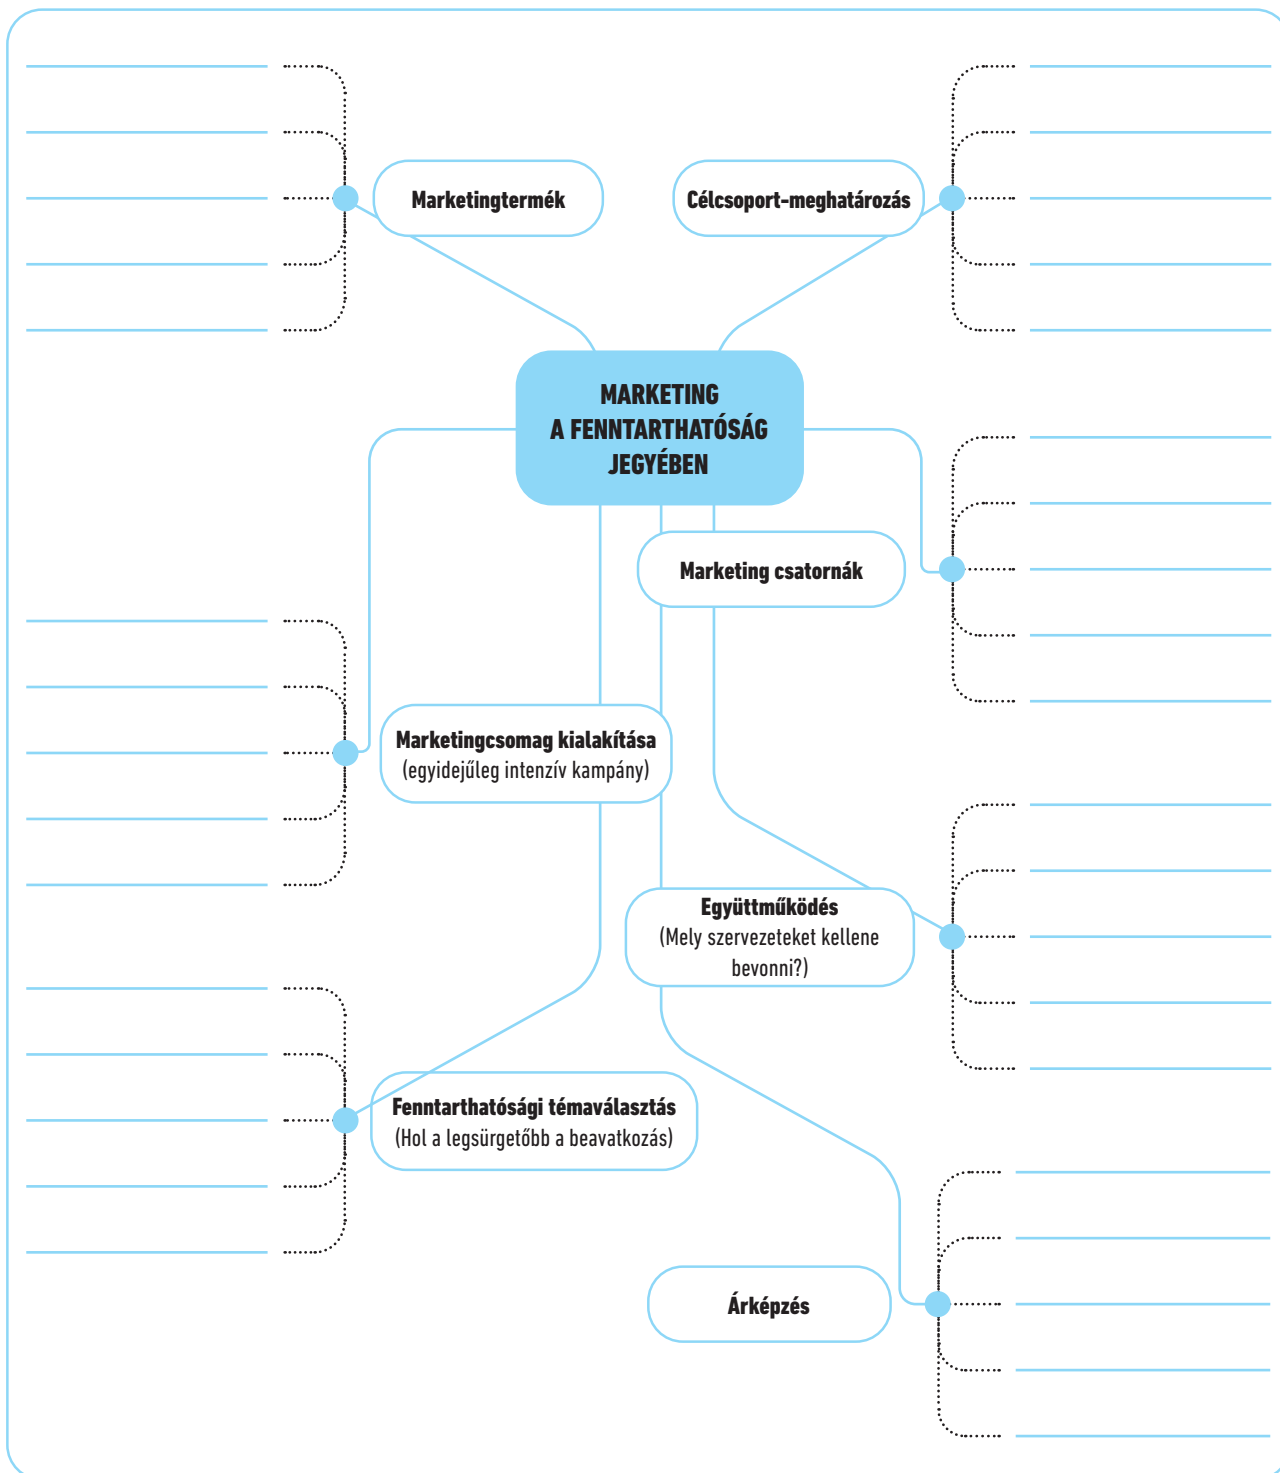 Marketingtermék
Célcsoport-meghatározás
MARKETING
A FENNTARTHATÓSÁG
JEGYÉBEN
Marketing csatornák
Marketingcsomag kialakítása
(egyidejűleg intenzív kampány)
Együttműködés
(Mely szervezeteket kellene
bevonni?)
Fenntarthatósági témaválasztás
(Hol a legsürgetőbb a beavatkozás)
Árképzés